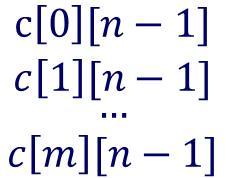 c[0][n − 1]
c[1][n − 1]
...
c[m][n − 1]